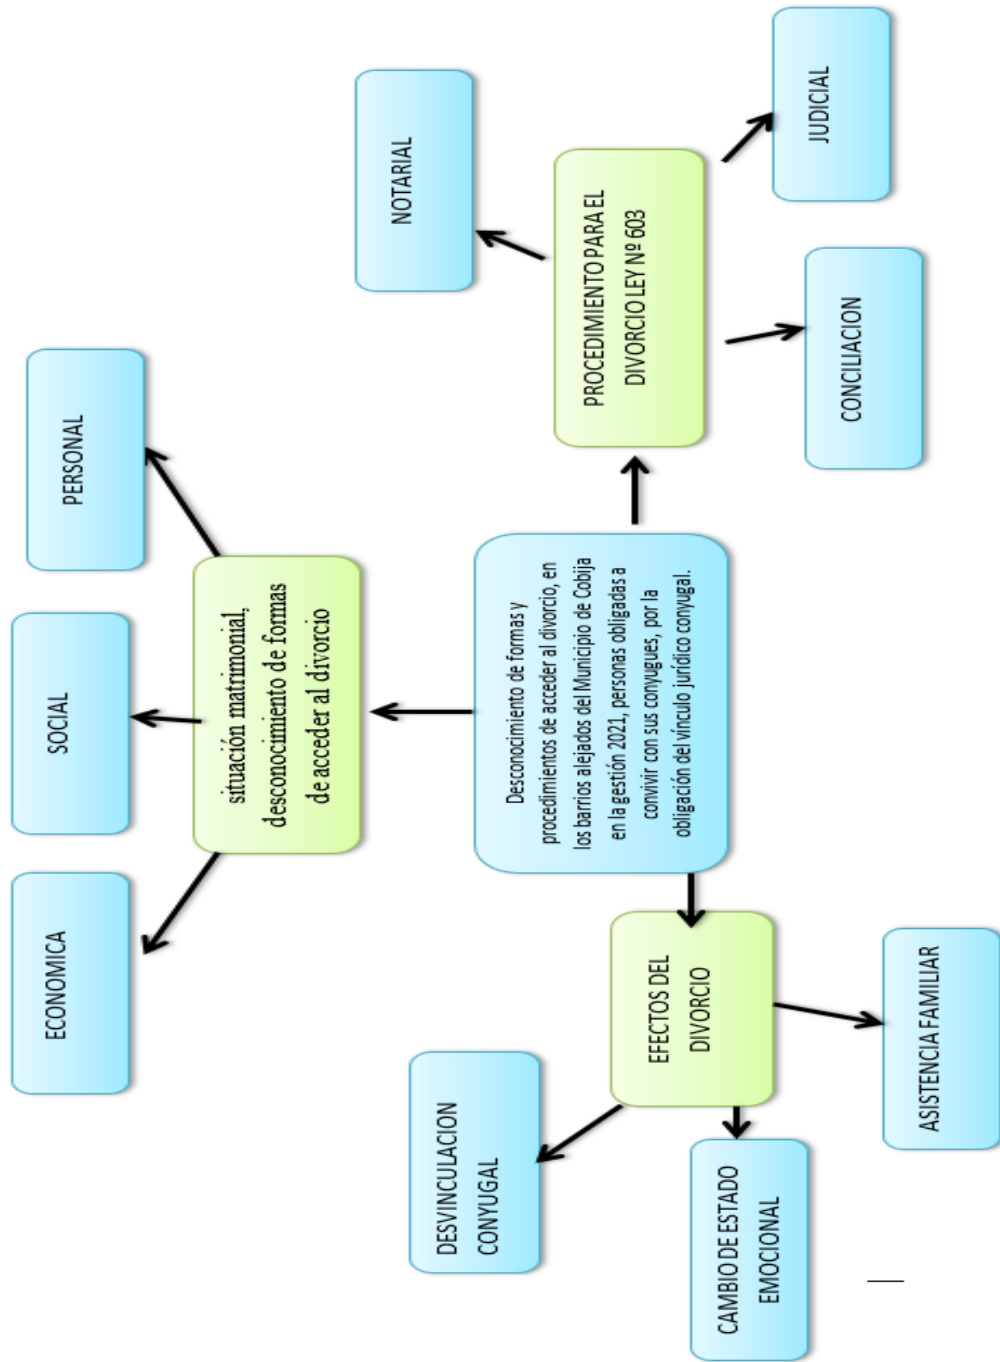 ECONOMICA
SOCIAL
PERSONAL
situación matrimonial,
desconocimiento de formas
de acceder al divorcio
NOTARIAL
DESVINCULACION
CONYUGAL
Desconocimiento de formas y
procedimientos de acceder al divorcio, en
los barrios alejados del Municipio de Cobija
en la gestión 2021, personas obligadas a
convivir con sus conyugues, por la
obligación del vínculo jurídico conyugal.
PROCEDIMIENTO PARA EL
DIVORCIO LEY Nº 603
EFECTOS DEL
DIVORCIO
CAMBIO DE ESTADO
EMOCIONAL
ASISTENCIA FAMILIAR
CONCILIACION
JUDICIAL